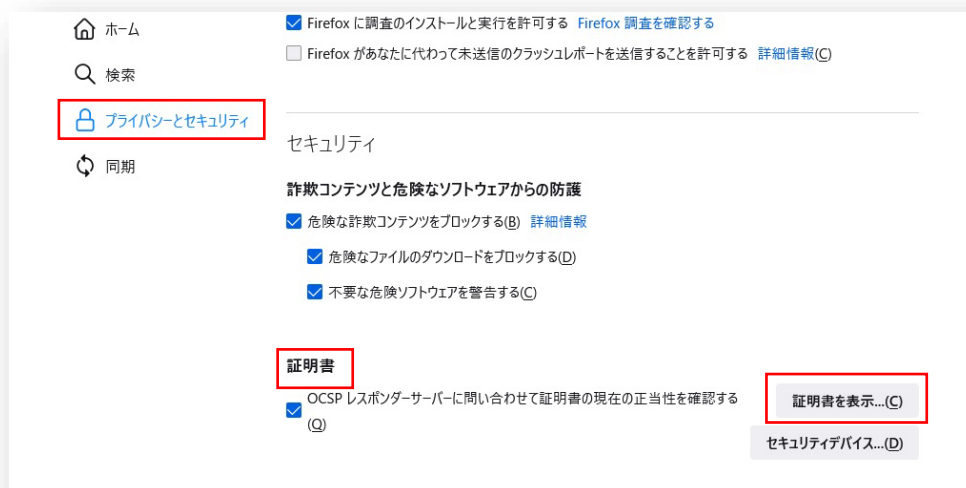 ホーム
検索
プライバシーとセキュリティ
同期
Firefox に調査のインストールと実行を許可する Firefox 調査を確認する
Firefox があなたに代わって未送信のクラッシュレポートを送信することを許可する 詳細情報(C)
セキュリティ
詐欺コンテンツと危険なソフトウェアからの防護
危険な詐欺コンテンツをブロックする(B) 詳細情報
危険なファイルのダウンロードをブロックする(D)
不要な危険ソフトウェアを警告する(C)
証明書
OCSP レスポンダーサーバーに問い合わせて証明書の現在の正当性を確認する
(Q)
証明書を表示...(C)
セキュリティデバイス...(D)